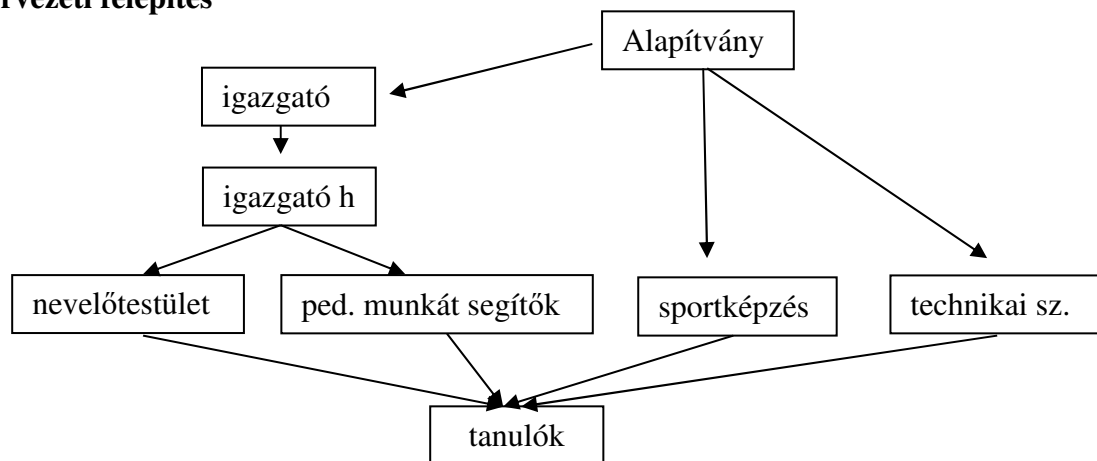 Alapítvány
igazgató
igazgató h
nevelőtestület
ped. munkát segítők
sportképzés
technikai sz.
tanulók